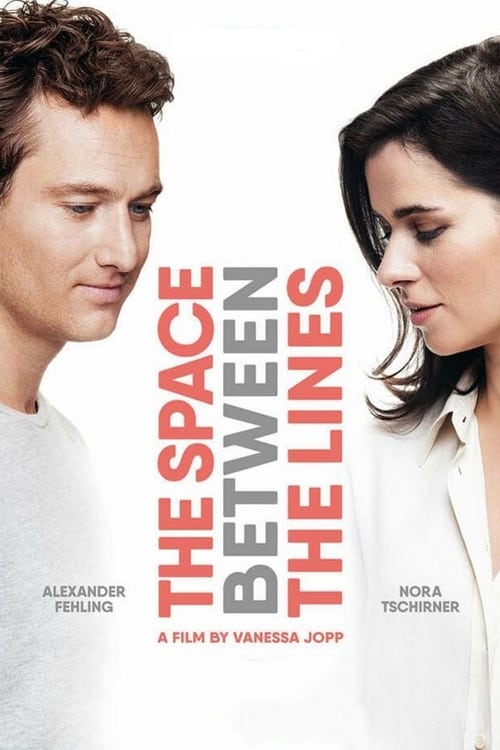 THE SPACE
BETWEEN
THE LINES
ALEXANDER
FEHLING
NORA
TSCHIRNER
A FILM BY VANESSA JOPP